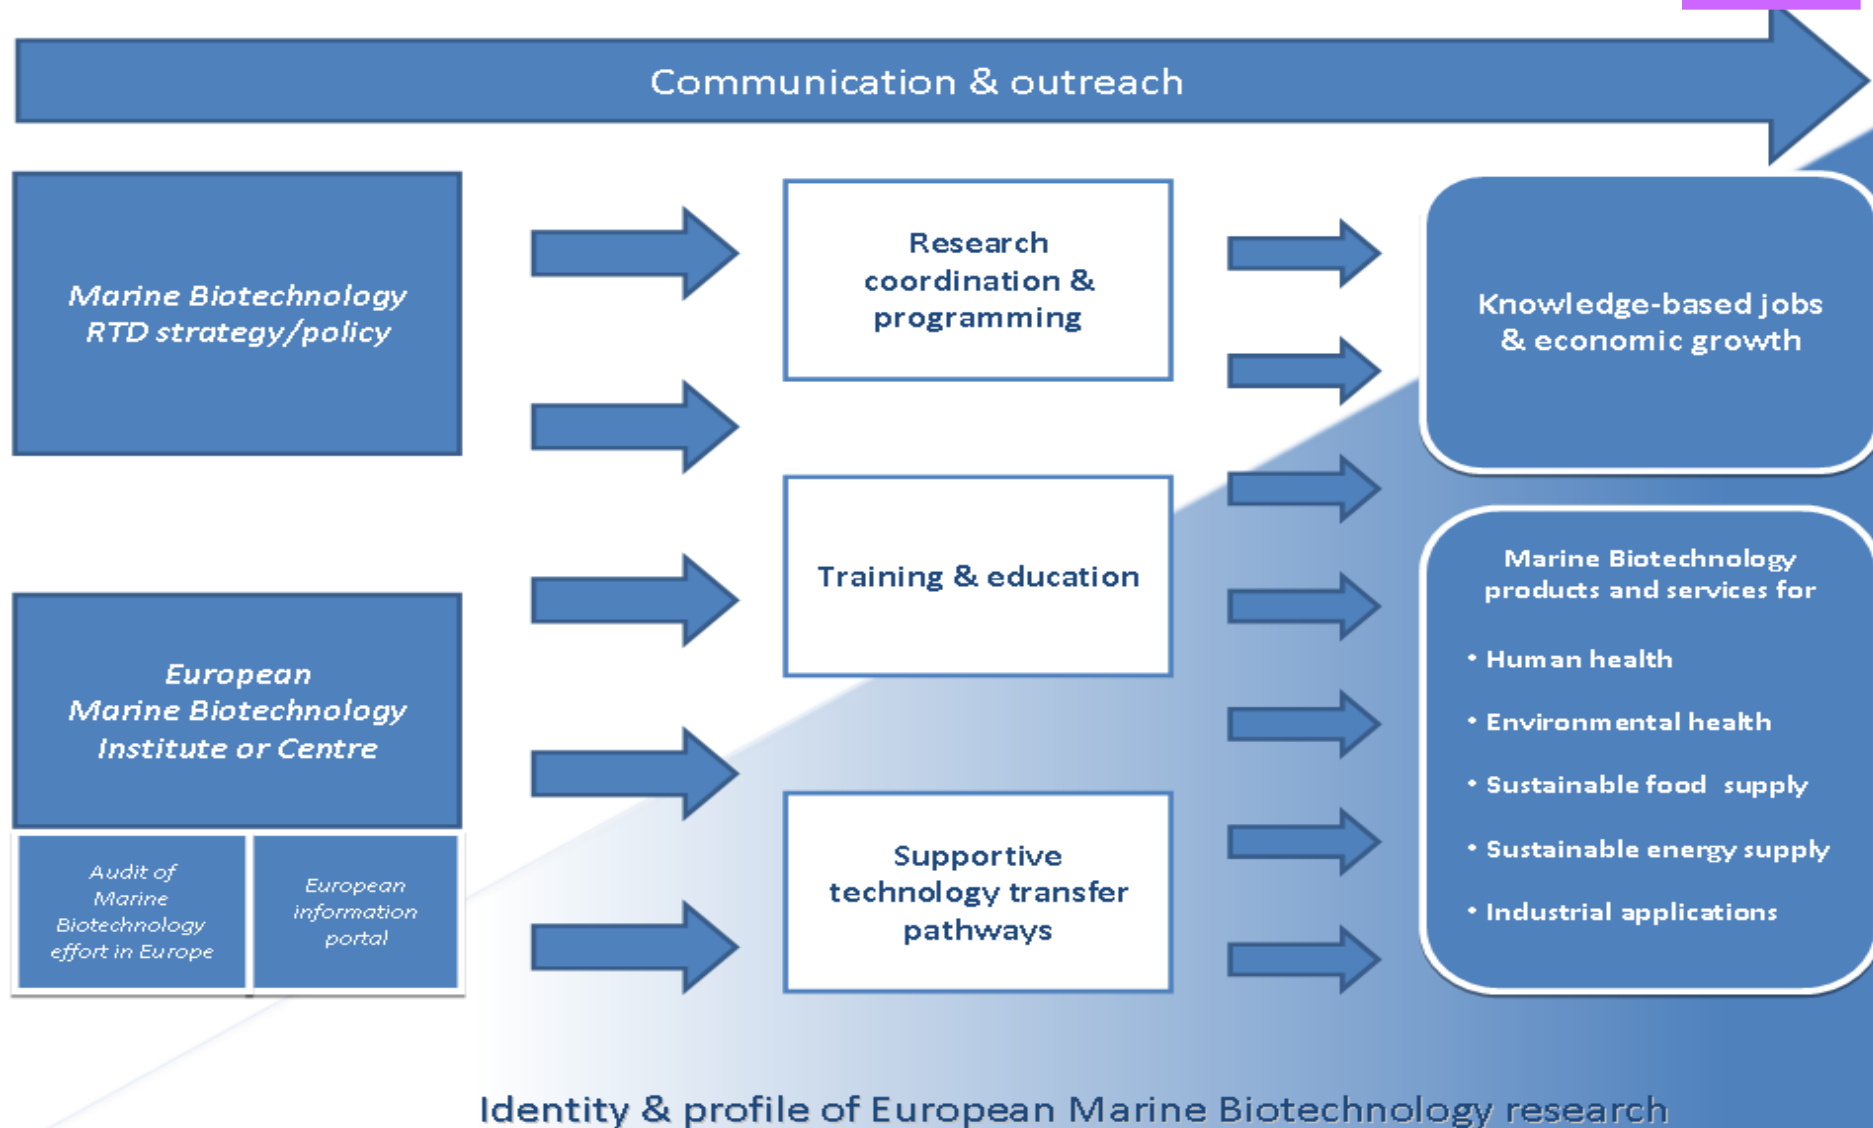 Communication & outreach
Marine Biotechnology
RTD strategy/policy
European
Marine Biotechnology
Institute or Centre
Audit of
Marine
Biotechnology
effort in Europe
European
information
portal
Research
coordination &
programming
Training & education
Supportive
technology transfer
pathways
Knowledge-based jobs
& economic growth
Marine Biotechnology
products and services for
• Human health
• Environmental health
• Sustainable food supply
• Sustainable energy supply
• Industrial applications
Identity & profile of European Marine Biotechnology research